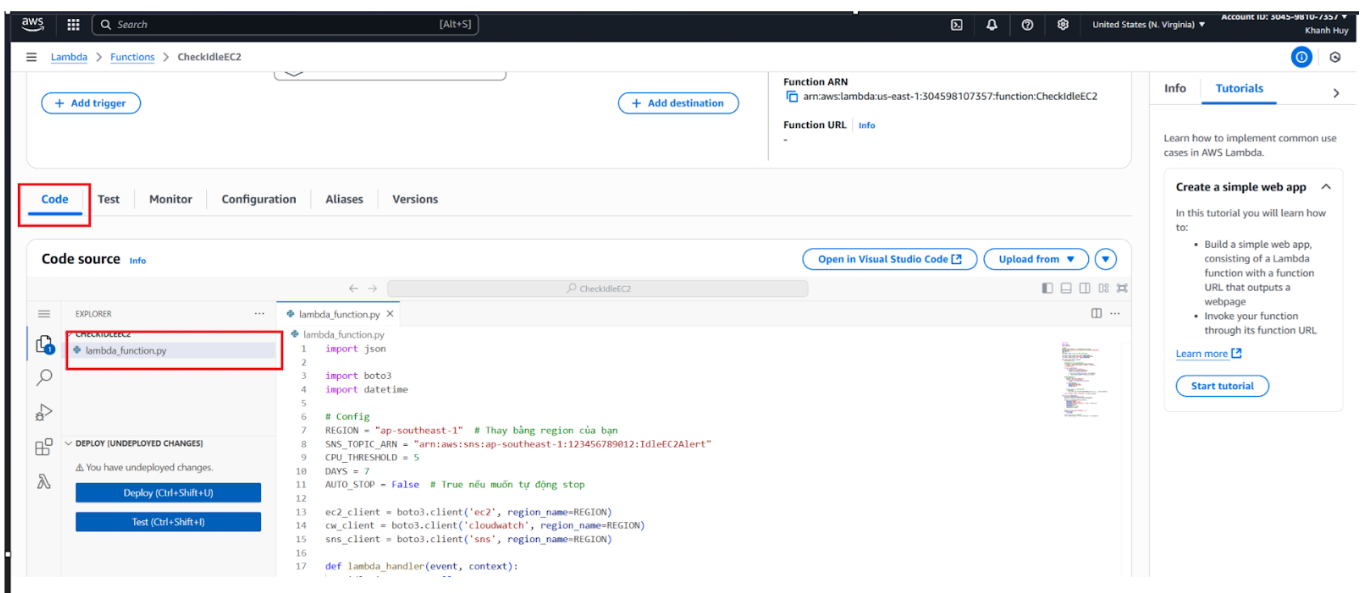 aws
Search
[Alt+S]
United States (N. Virginia) ▼
Account ID: 3045-9810-7357 ▼
Khanh Huy
Lambda > Functions > CheckIdleEC2
+ Add trigger
+ Add destination
Function ARN
arn:aws:lambda:us-east-1:304598107357:function:CheckIdleEC2
Function URL | Info
-
Code
Test
Monitor
Configuration
Aliases
Versions
Code source Info
Open in Visual Studio Code
Upload from ▼
CheckIdleEC2
EXPLORER
CHECKIDLEEC2
lambda_function.py
DEPLOY (UNDEPLOYED CHANGES)
You have undeployed changes.
Deploy (Ctrl+Shift+U)
Test (Ctrl+Shift+I)
lambda_function.py
lambda_function.py
1 import json
2
3 import boto3
4 import datetime
5
6 # Config
7 REGION = "ap-southeast-1" # Thay bằng region của bạn
8 SNS_TOPIC_ARN = "arn:aws:sns:ap-southeast-1:123456789012:IdleEC2Alert"
9 CPU_THRESHOLD = 5
10 DAYS = 7
11 AUTO_STOP = False # True nếu muốn tự động stop
12
13 ec2_client = boto3.client('ec2', region_name=REGION)
14 cw_client = boto3.client('cloudwatch', region_name=REGION)
15 sns_client = boto3.client('sns', region_name=REGION)
16
17 def lambda_handler(event, context):
Info
Tutorials
Learn how to implement common use
cases in AWS Lambda.
Create a simple web app
In this tutorial you will learn how
to:
• Build a simple web app,
consisting of a Lambda
function with a function
URL that outputs a
webpage
• Invoke your function
through its function URL
Learn more
Start tutorial